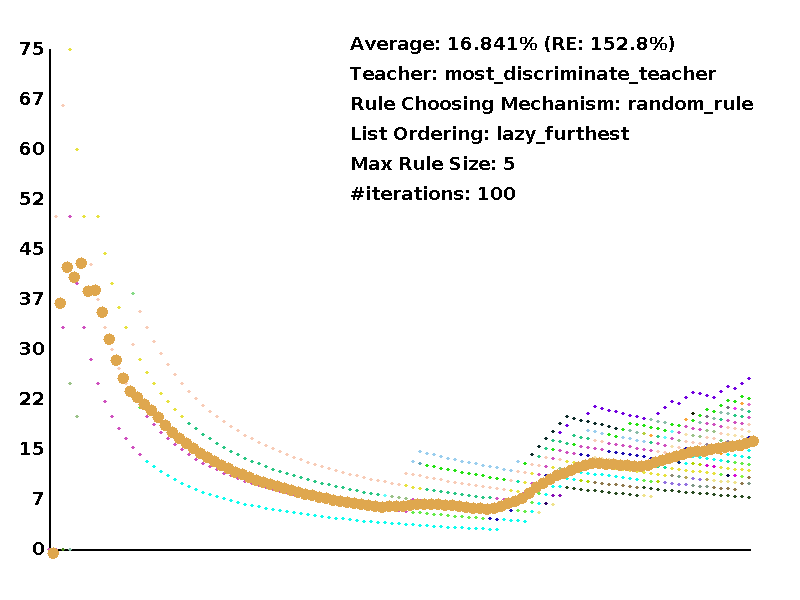 Average: 16.841% (RE: 152.8%)
Teacher: most_discriminate_teacher
Rule Choosing Mechanism: random_rule
List Ordering: lazy_furthest
Max Rule Size: 5
#iterations: 100
75
67
60
52
45
37
30
22
15
7
0